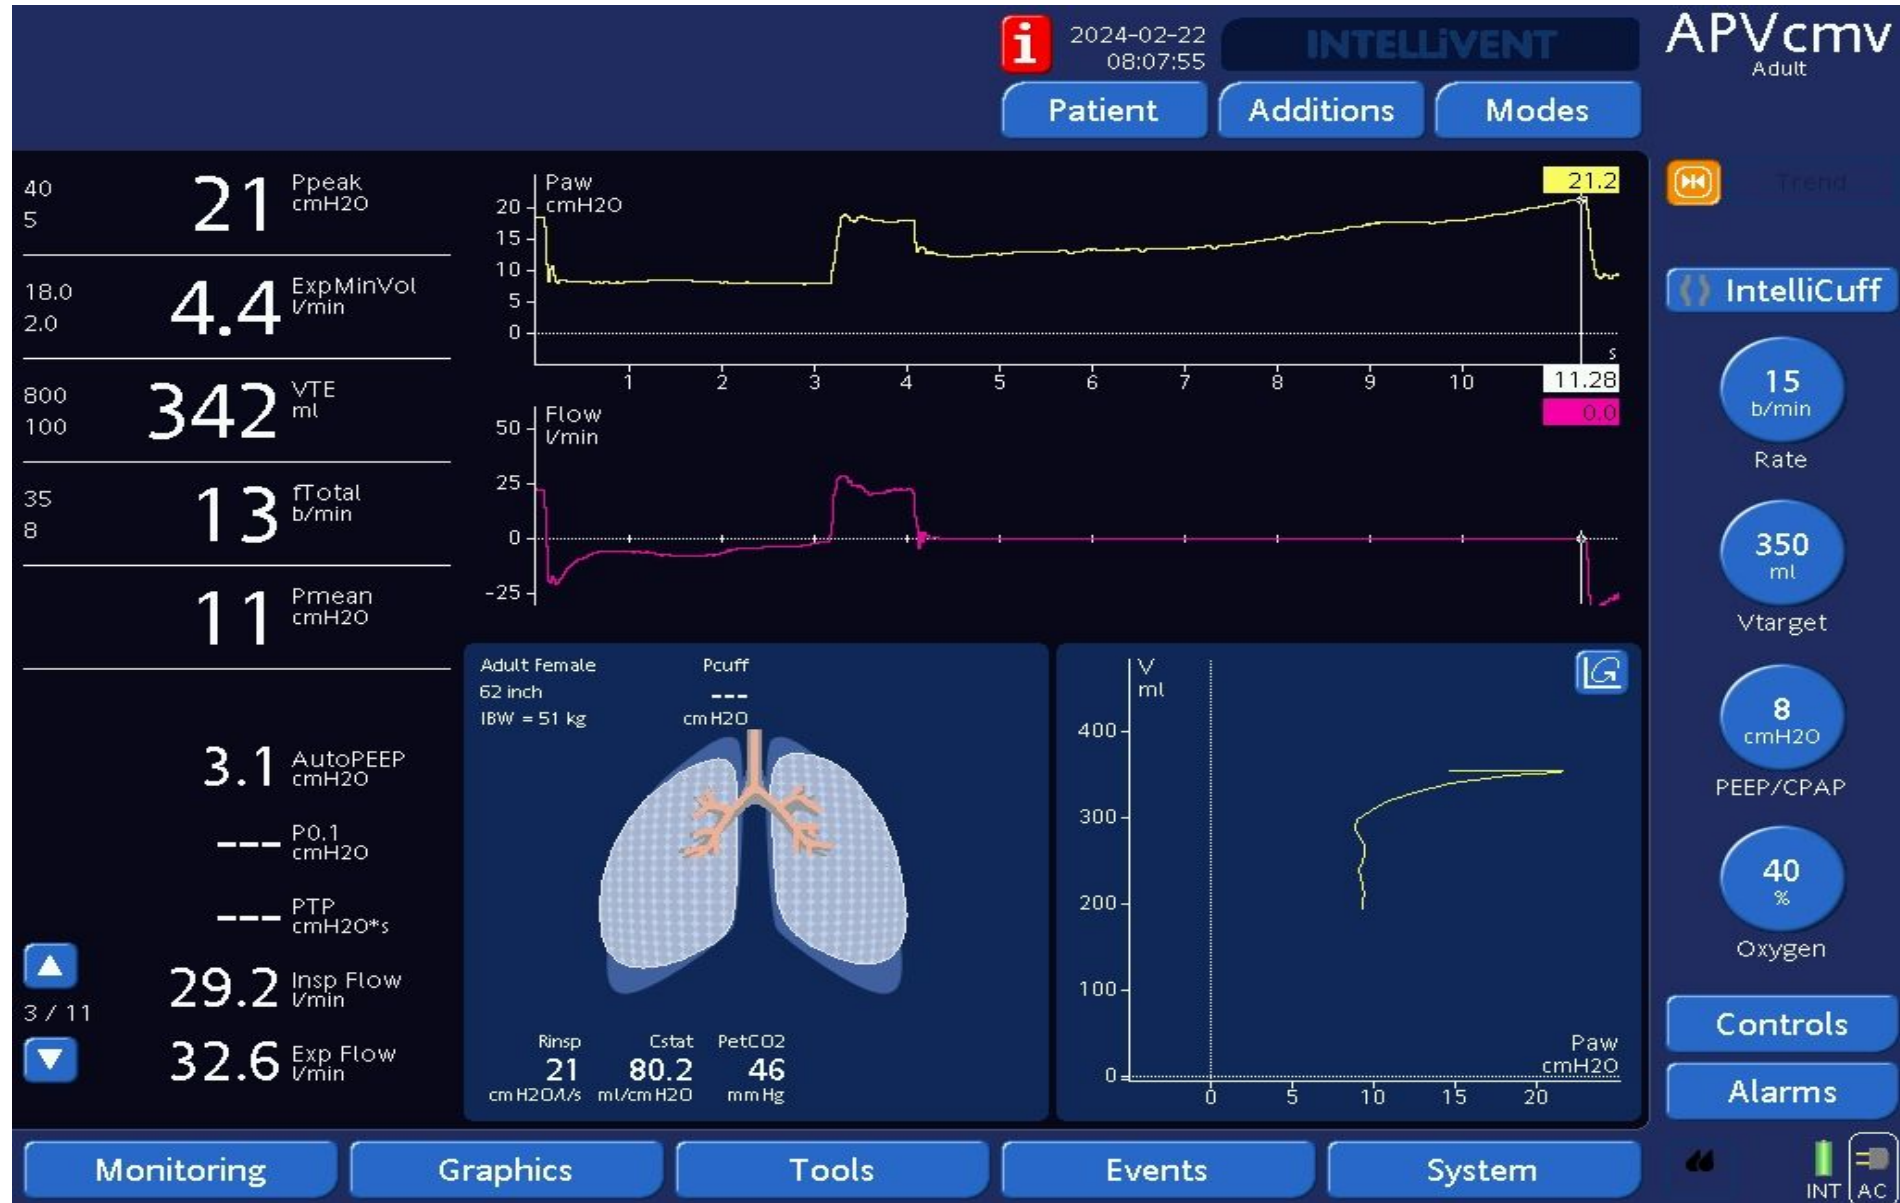 i
2024-02-22
08:07:55
INTELLiVENT
APVcmv
Adult
Patient
Additions
Modes
40
5
21
Ppeak
cmH2O
18.0
2.0
4.4
ExpMinVol
l/min
800
100
342
VTE
ml
35
8
13
fTotal
b/min
11
Pmean
cmH2O
3.1
AutoPEEP
cmH2O
---
P0.1
cmH2O
---
PTP
cmH2O*s
3 / 11
29.2
Insp Flow
l/min
32.6
Exp Flow
l/min
Paw
cmH2O
21.2
20
15
10
5
0
s
1 2 3 4 5 6 7 8 9 10 11.28
Flow
l/min
0.0
50
25
0
-25
Adult Female
62 inch
IBW = 51 kg
Pcuff
---
cmH2O
Rinsp
21
cmH2O/l/s
Cstat
80.2
ml/cmH2O
PetCO2
46
mmHg
V
ml
400
300
200
100
0
Paw
cmH2O
0 5 10 15 20
Trend
IntelliCuff
15
b/min
Rate
350
ml
Vtarget
8
cmH2O
PEEP/CPAP
40
%
Oxygen
Controls
Alarms
Monitoring
Graphics
Tools
Events
System
INT
AC